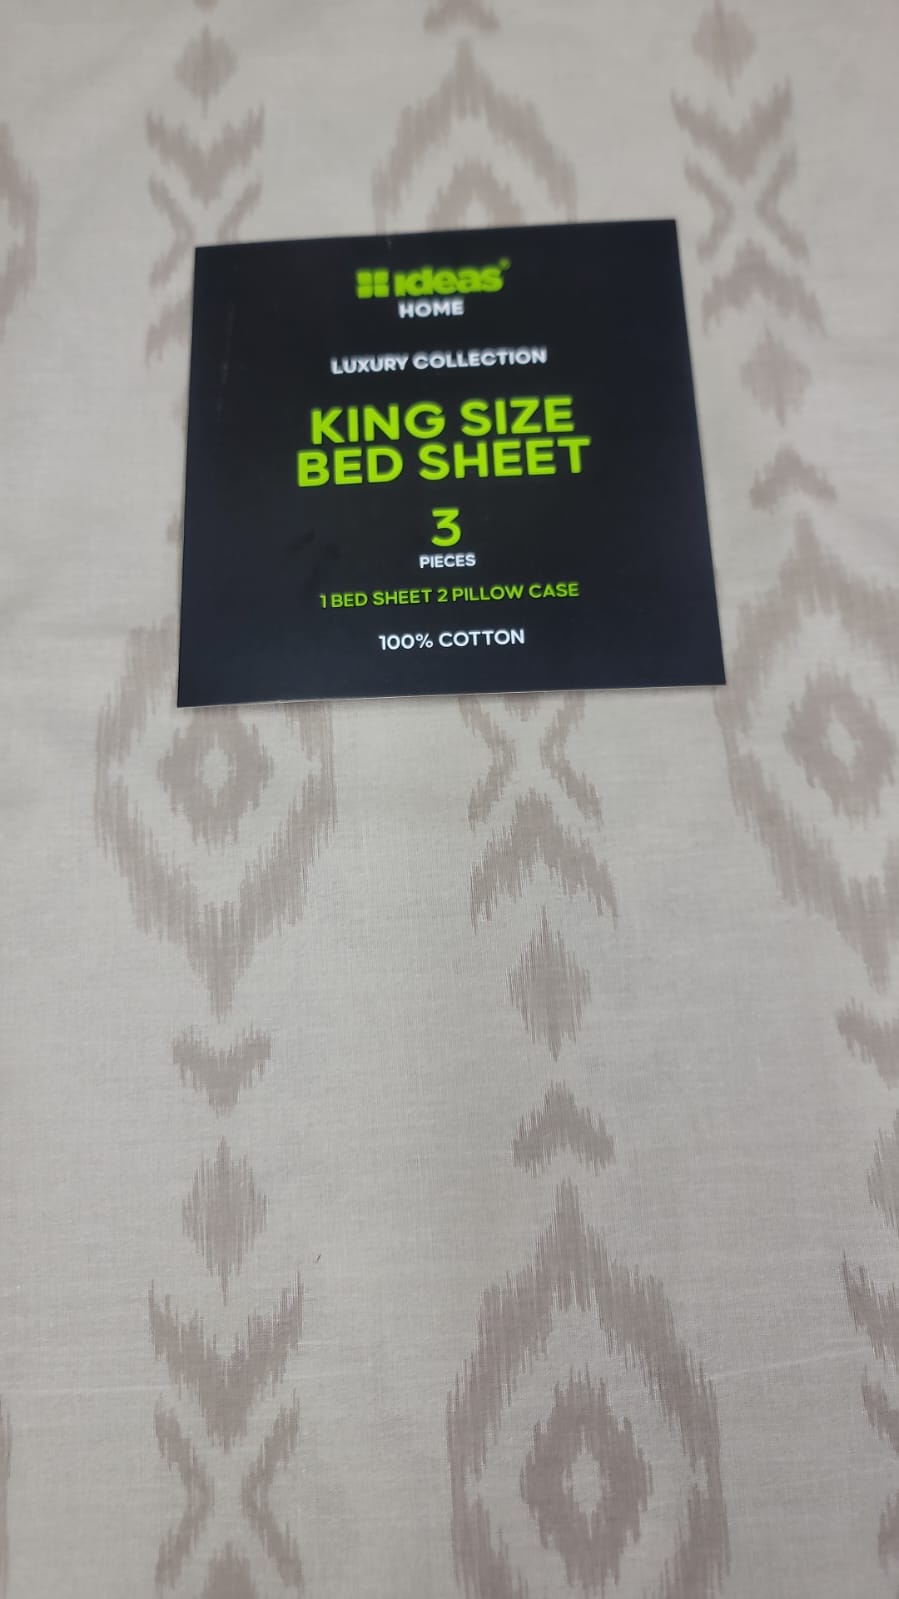 ideas®
HOME
LUXURY COLLECTION
KING SIZE
BED SHEET
3
PIECES
1 BED SHEET 2 PILLOW CASE
100% COTTON